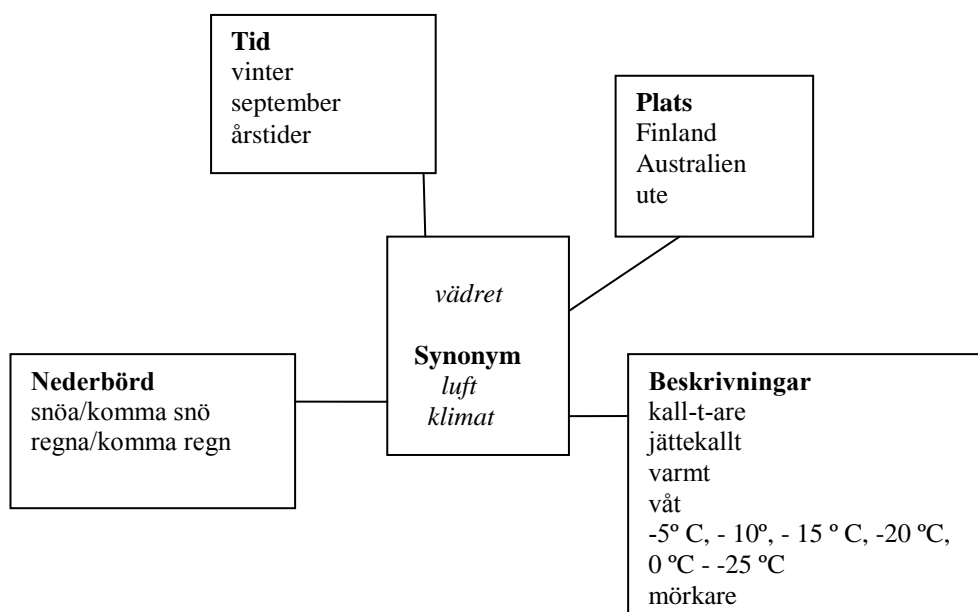 Tid
vinter
september
årstider
Plats
Finland
Australien
ute
vädret
Synonym
luft
klimat
Nederbörd
snöa/komma snö
regna/komma regn
Beskrivningar
kall-t-are
jättekallt
varmt
våt
-5º C, - 10º, - 15 º C, -20 ºC,
0 ºC - -25 ºC
mörkare